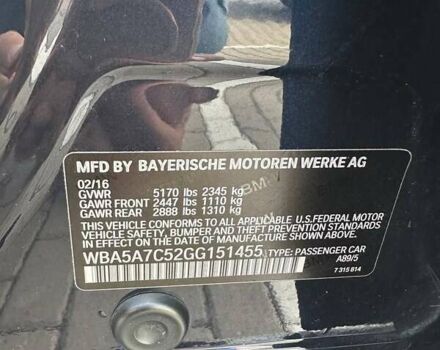 MFD BY BAYERISCHE MOTOREN WERKE AG
02/16
GVWR 5170 lbs 2345 kg
GAWR FRONT 2447 lbs 1110 kg
GAWR REAR 2888 lbs 1310 kg
THIS VEHICLE CONFORMS TO ALL APPLICABLE U.S. FEDERAL MOTOR
VEHICLE SAFETY, BUMPER, AND THEFT PREVENTION STANDARDS
IN EFFECT ON THE DATE OF MANUFACTURE SHOWN ABOVE.
WBA5A7C52GG151455 TYPE: PASSENGER CAR
A89/5
7 315 814